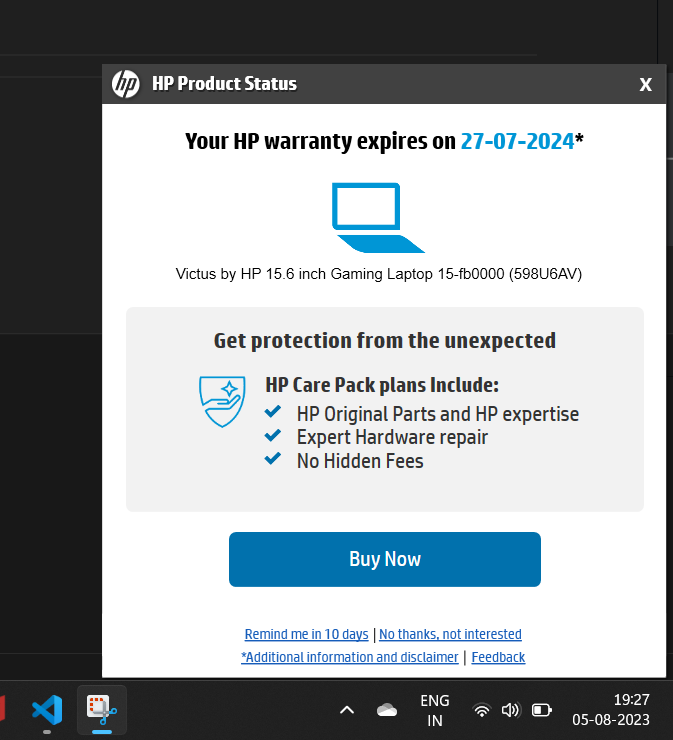 hp HP Product Status X
Your HP warranty expires on 27-07-2024*
Victus by HP 15.6 inch Gaming Laptop 15-fb0000 (598U6AV)
Get protection from the unexpected
HP Care Pack plans Include:
HP Original Parts and HP expertise
Expert Hardware repair
No Hidden Fees
Buy Now
Remind me in 10 days | No thanks, not interested
*Additional information and disclaimer | Feedback
ENG
IN
19:27
05-08-2023